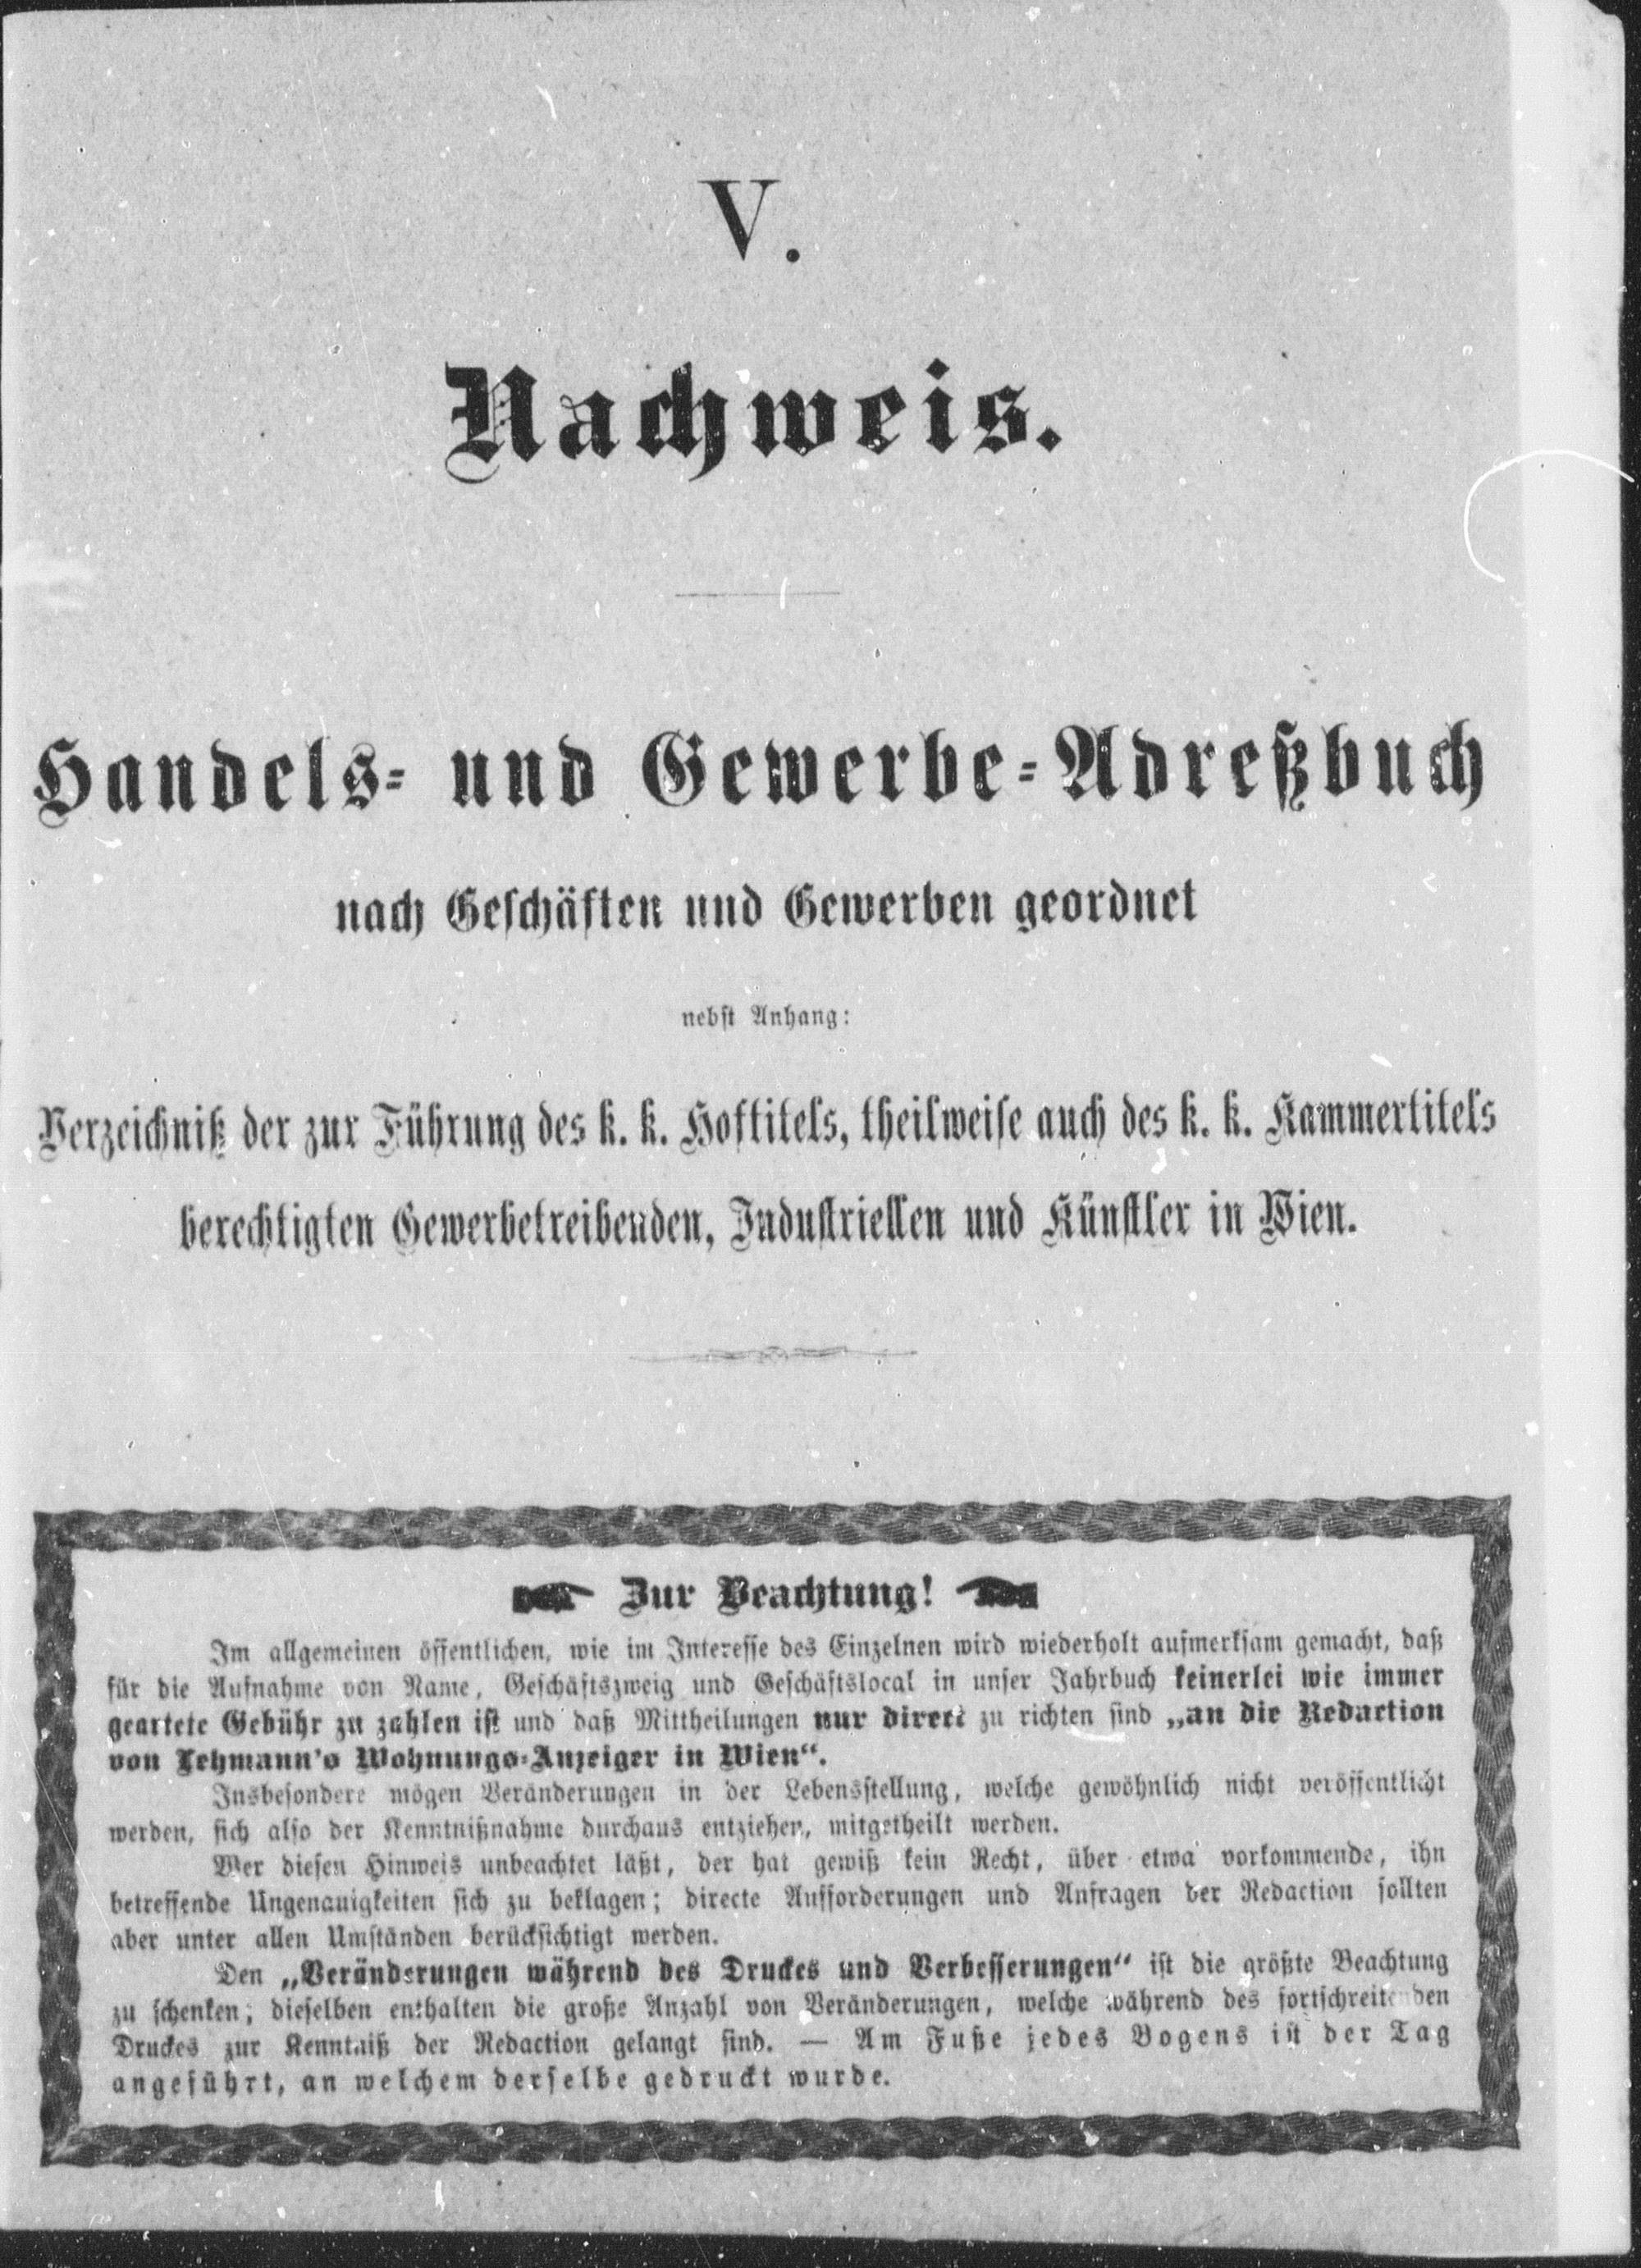 V.
Nachweis.
Handels- und Gewerbe-Adreßbuch
nach Geschäften und Gewerben geordnet
nebst Anhang:
Verzeichniß der zur Führung des k. k. Hoftitels, theilweise auch des k. k. Kammertitels
berechtigten Gewerbetreibenden, Industriellen und Künstler in Wien.
Zur Beachtung!
Im allgemeinen öffentlichen, wie im Interesse des Einzelnen wird wiederholt aufmerksam gemacht, daß
für die Aufnahme von Name, Geschäftszweig und Geschäftslocal in unser Jahrbuch keinerlei wie immer
geartete Gebühr zu zahlen ist und daß Mittheilungen nur direct zu richten sind „an die Redaction
von Lehmann's Wohnungs-Anzeiger in Wien“.
Insbesondere mögen Veränderungen in der Lebensstellung, welche gewöhnlich nicht veröffentlicht
werden, sich also der Kenntnißnahme durchaus entziehen, mitgetheilt werden.
Wer diesen Hinweis unbeachtet läßt, der hat gewiß kein Recht, über etwa vorkommende, ihn
betreffende Ungenauigkeiten sich zu beklagen; directe Aufforderungen und Anfragen der Redaction sollten
aber unter allen Umständen berücksichtigt werden.
Den „Veränderungen während des Druckes und Verbesserungen“ ist die größte Beachtung
zu schenken; dieselben enthalten die große Anzahl von Veränderungen, welche während des fortschreitenden
Druckes zur Kenntniß der Redaction gelangt sind. — Am Fuße jedes Bogens ist der Tag
angeführt, an welchem derselbe gedruckt wurde.